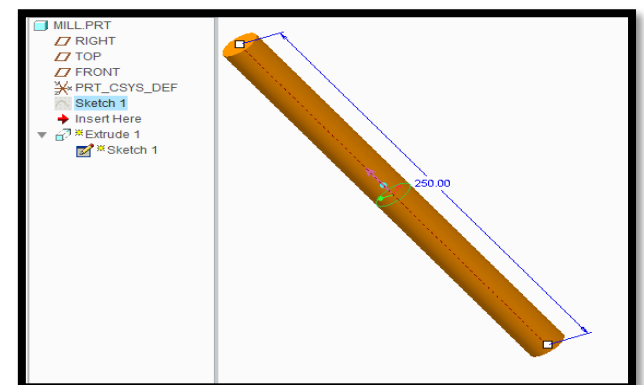 MILL.PRT
RIGHT
TOP
FRONT
PRT_CSYS_DEF
Sketch 1
Insert Here
Extrude 1
Sketch 1
250.00